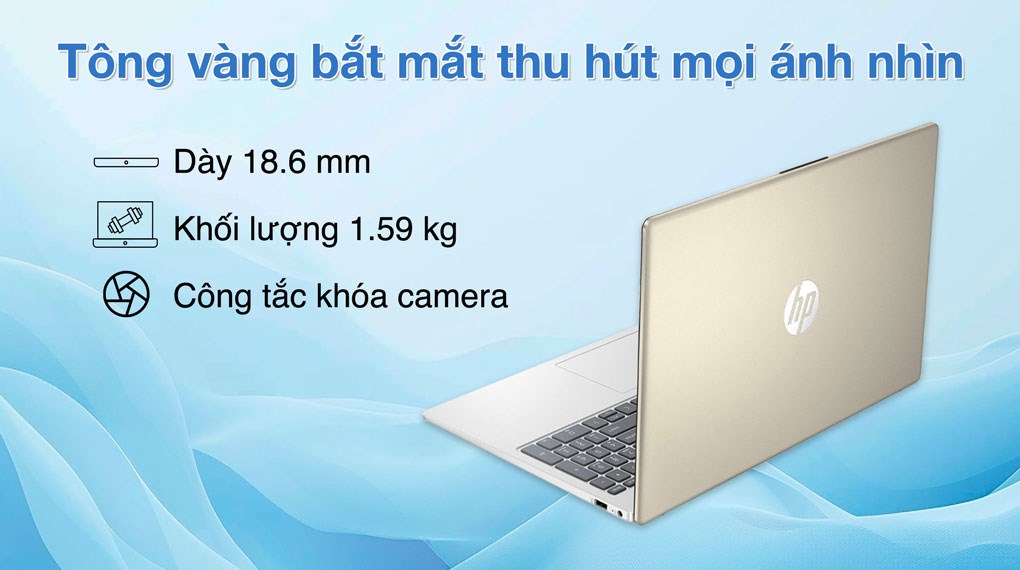 Tông vàng bắt mắt thu hút mọi ánh nhìn
Dày 18.6 mm
Khối lượng 1.59 kg
Công tắc khóa camera
hp